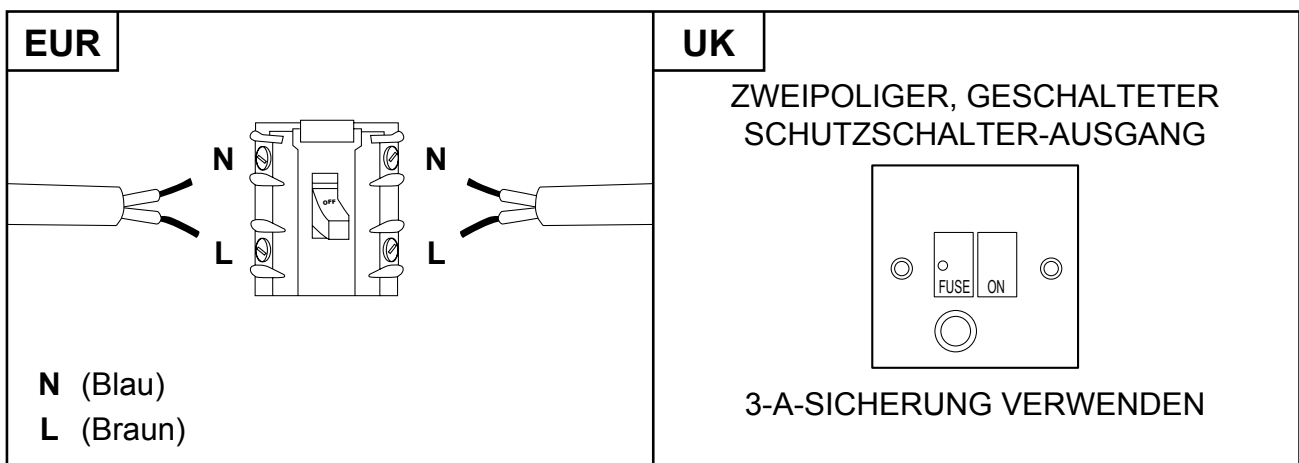 EUR
N
N
OFF
L
L
N (Blau)
L (Braun)
UK
ZWEIPOLIGER, GESCHALTETER
SCHUTZSCHALTER-AUSGANG
FUSE ON
3-A-SICHERUNG VERWENDEN